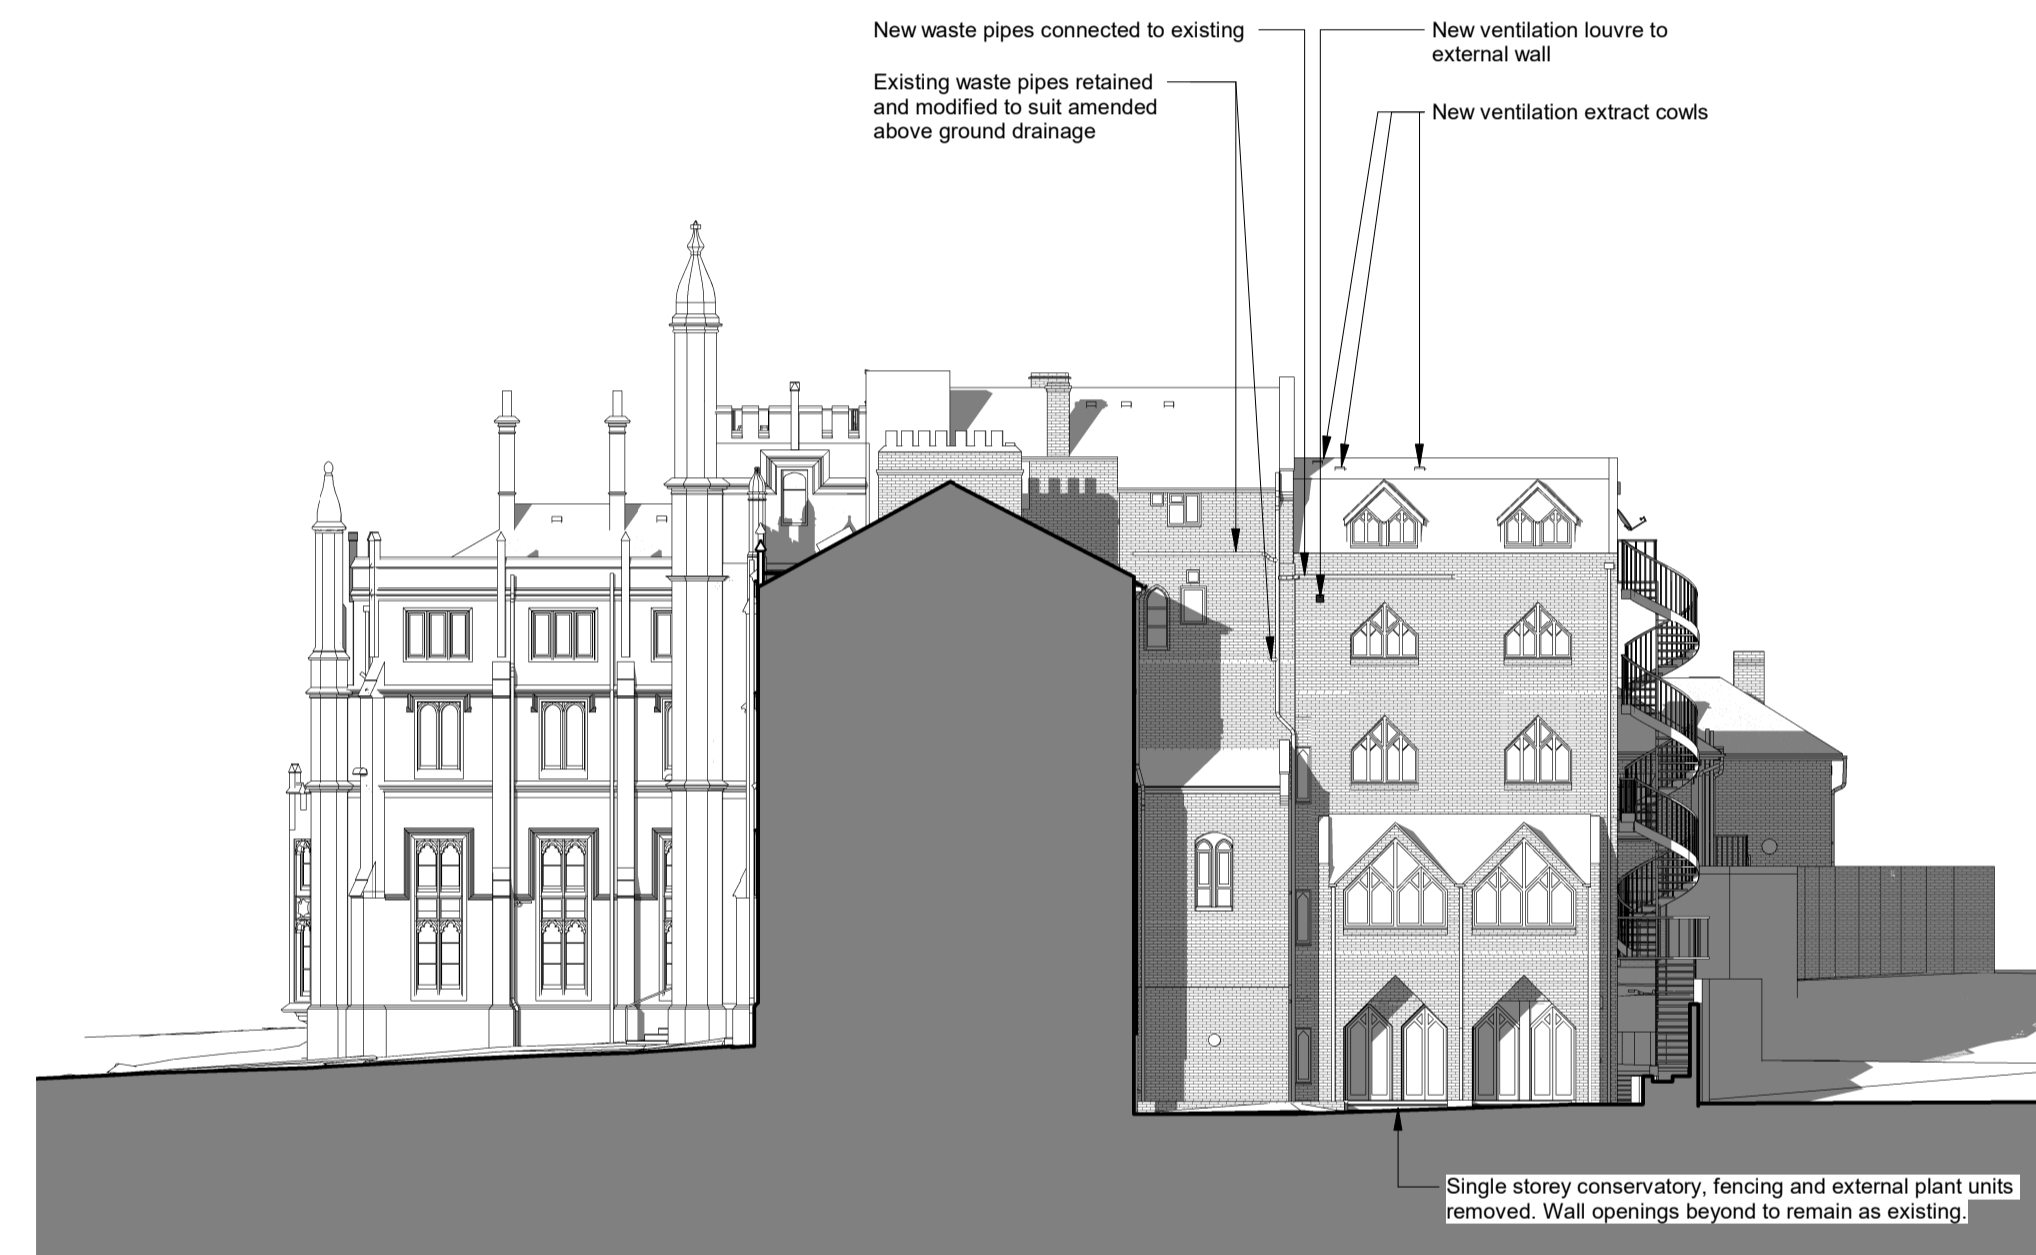 New waste pipes connected to existing
Existing waste pipes retained
and modified to suit amended
above ground drainage
New ventilation louvre to
external wall
New ventilation extract cowls
Single storey conservatory, fencing and external plant units
removed. Wall openings beyond to remain as existing.